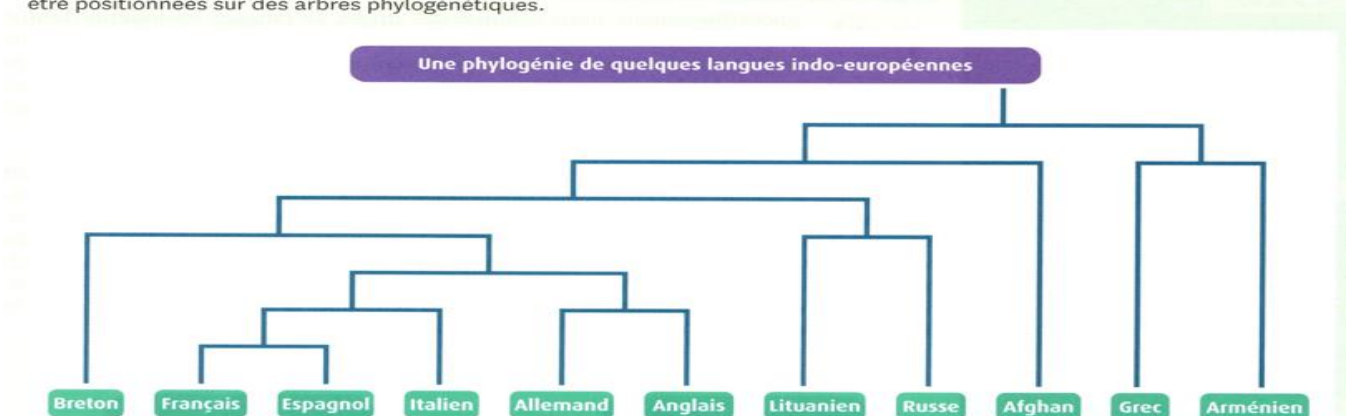 être positionnées sur des arbres phylogénétiques.
Une phylogénie de quelques langues indo-européennes
Breton Français Espagnol Italien Allemand Anglais Lituanien Russe Afghan Grec Arménien